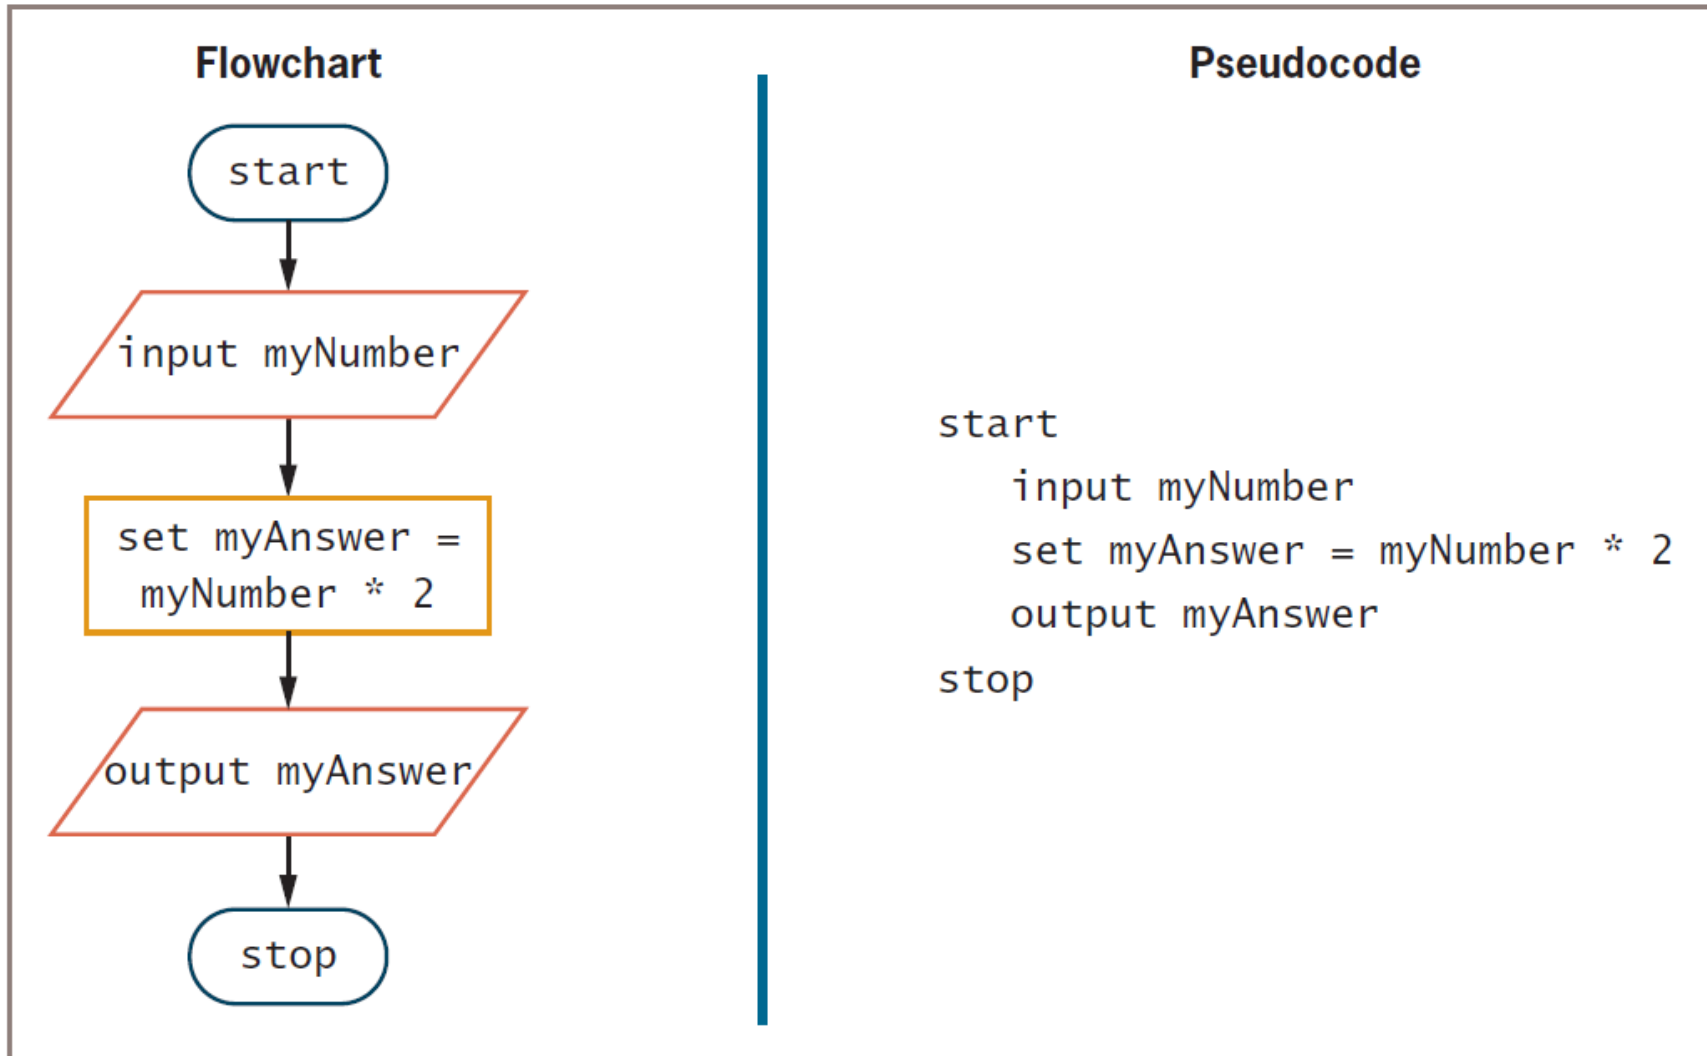 Flowchart
start
input myNumber
set myAnswer =
myNumber * 2
output myAnswer
stop
Pseudocode
start
input myNumber
set myAnswer = myNumber * 2
output myAnswer
stop